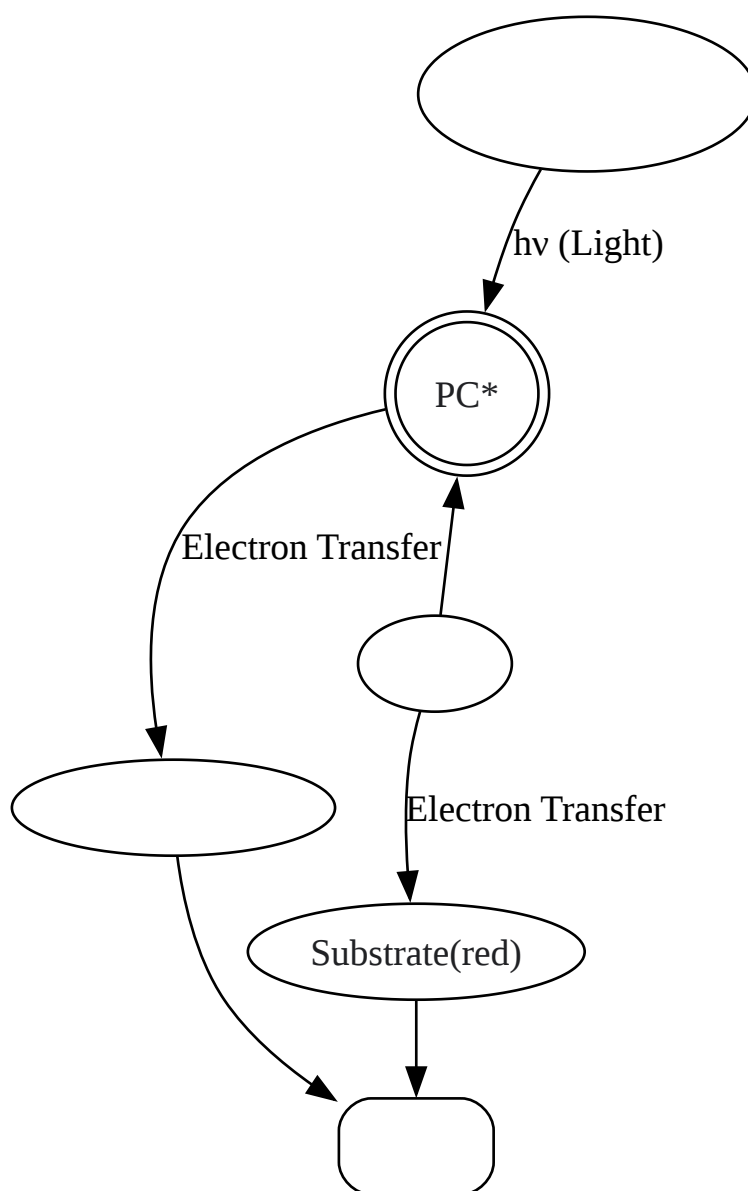 hν (Light)
PC*
Electron Transfer
Electron Transfer
Substrate(red)